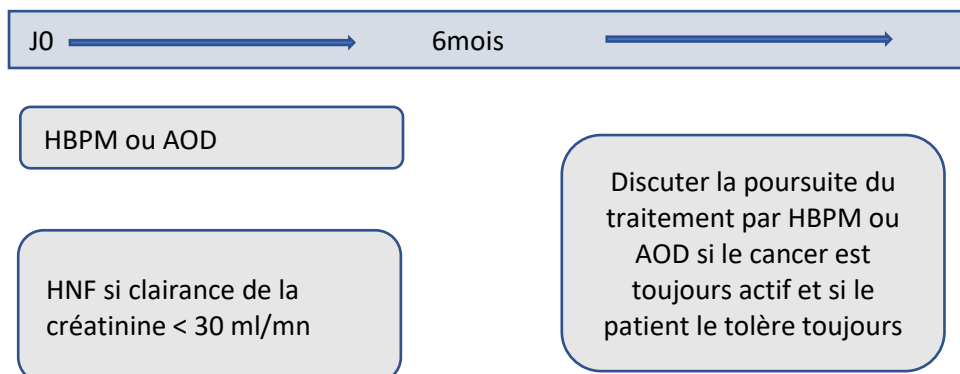 J0
6mois
HBPM ou AOD
HNF si clairance de la
créatinine < 30 ml/mn
Discuter la poursuite du
traitement par HBPM ou
AOD si le cancer est
toujours actif et si le
patient le tolère toujours